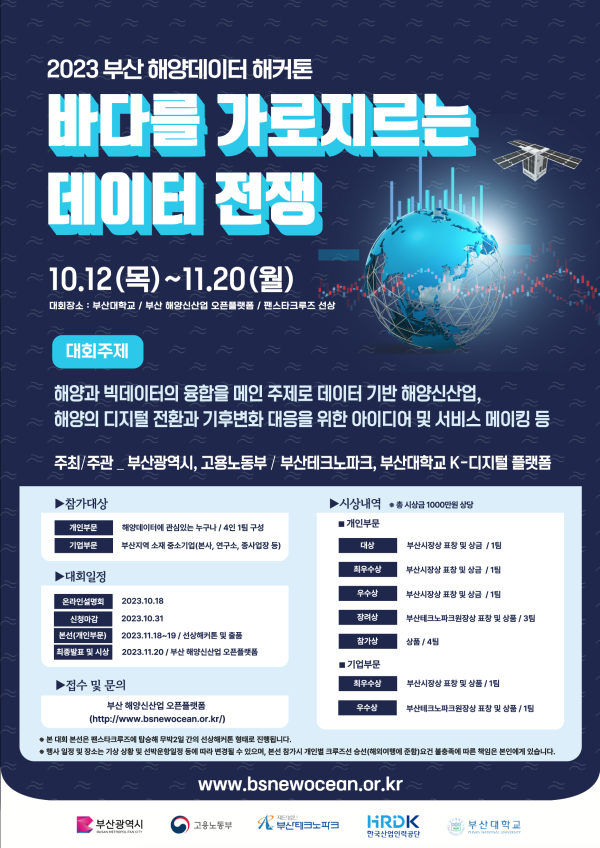 2023 부산 해양데이터 해커톤
바다를 가로지르는
데이터 전쟁
10.12(목)~11.20(월)
대회장소 : 부산대학교 / 부산 해양신산업 오픈플랫폼 / 팬스타크루즈 선상
대회주제
해양과 빅데이터의 융합을 메인 주제로 데이터 기반 해양신산업,
해양의 디지털 전환과 기후변화 대응을 위한 아이디어 및 서비스 메이킹 등
주최/주관 _ 부산광역시, 고용노동부 / 부산테크노파크, 부산대학교 K-디지털 플랫폼
▶참가대상
개인부문 해양데이터에 관심있는 누구나 / 4인 1팀 구성
기업부문 부산지역 소재 중소기업(본사, 연구소, 종사업장 등)
▶대회일정
온라인설명회 2023.10.18
신청마감 2023.10.31
본선(개인부문) 2023.11.18~19 / 선상해커톤 및 출품
최종발표 및 시상 2023.11.20 / 부산 해양신산업 오픈플랫폼
▶접수 및 문의
부산 해양신산업 오픈플랫폼
(http://www.bsnewocean.or.kr/)
▶시상내역 ※ 총 시상금 1000만원 상당
■ 개인부문
대상 부산시장상 표창 및 상금 / 1팀
최우수상 부산시장상 표창 및 상금 / 1팀
우수상 부산시장상 표창 및 상금 / 1팀
장려상 부산테크노파크원장상 표창 및 상품 / 3팀
참가상 상품 / 4팀
■ 기업부문
최우수상 부산시장상 표창 및 상품 / 1팀
우수상 부산테크노파크원장상 표창 및 상품 / 1팀
※ 본 대회 본선은 팬스타크루즈에 탑승해 무박2일 간의 선상해커톤 형태로 진행됩니다.
※ 행사 일정 및 장소는 기상 상황 및 선박운항일정 등에 따라 변경될 수 있으며, 본선 참가시 개인별 크루즈선 승선(해외여행에 준함)요건 불충족에 따른 책임은 본인에게 있습니다.
www.bsnewocean.or.kr
부산광역시
BUSAN METROPOLITAN CITY
고용노동부
재단법인
부산테크노파크
HRDK
한국산업인력공단
부산대학교
PUSAN NATIONAL UNIVERSITY